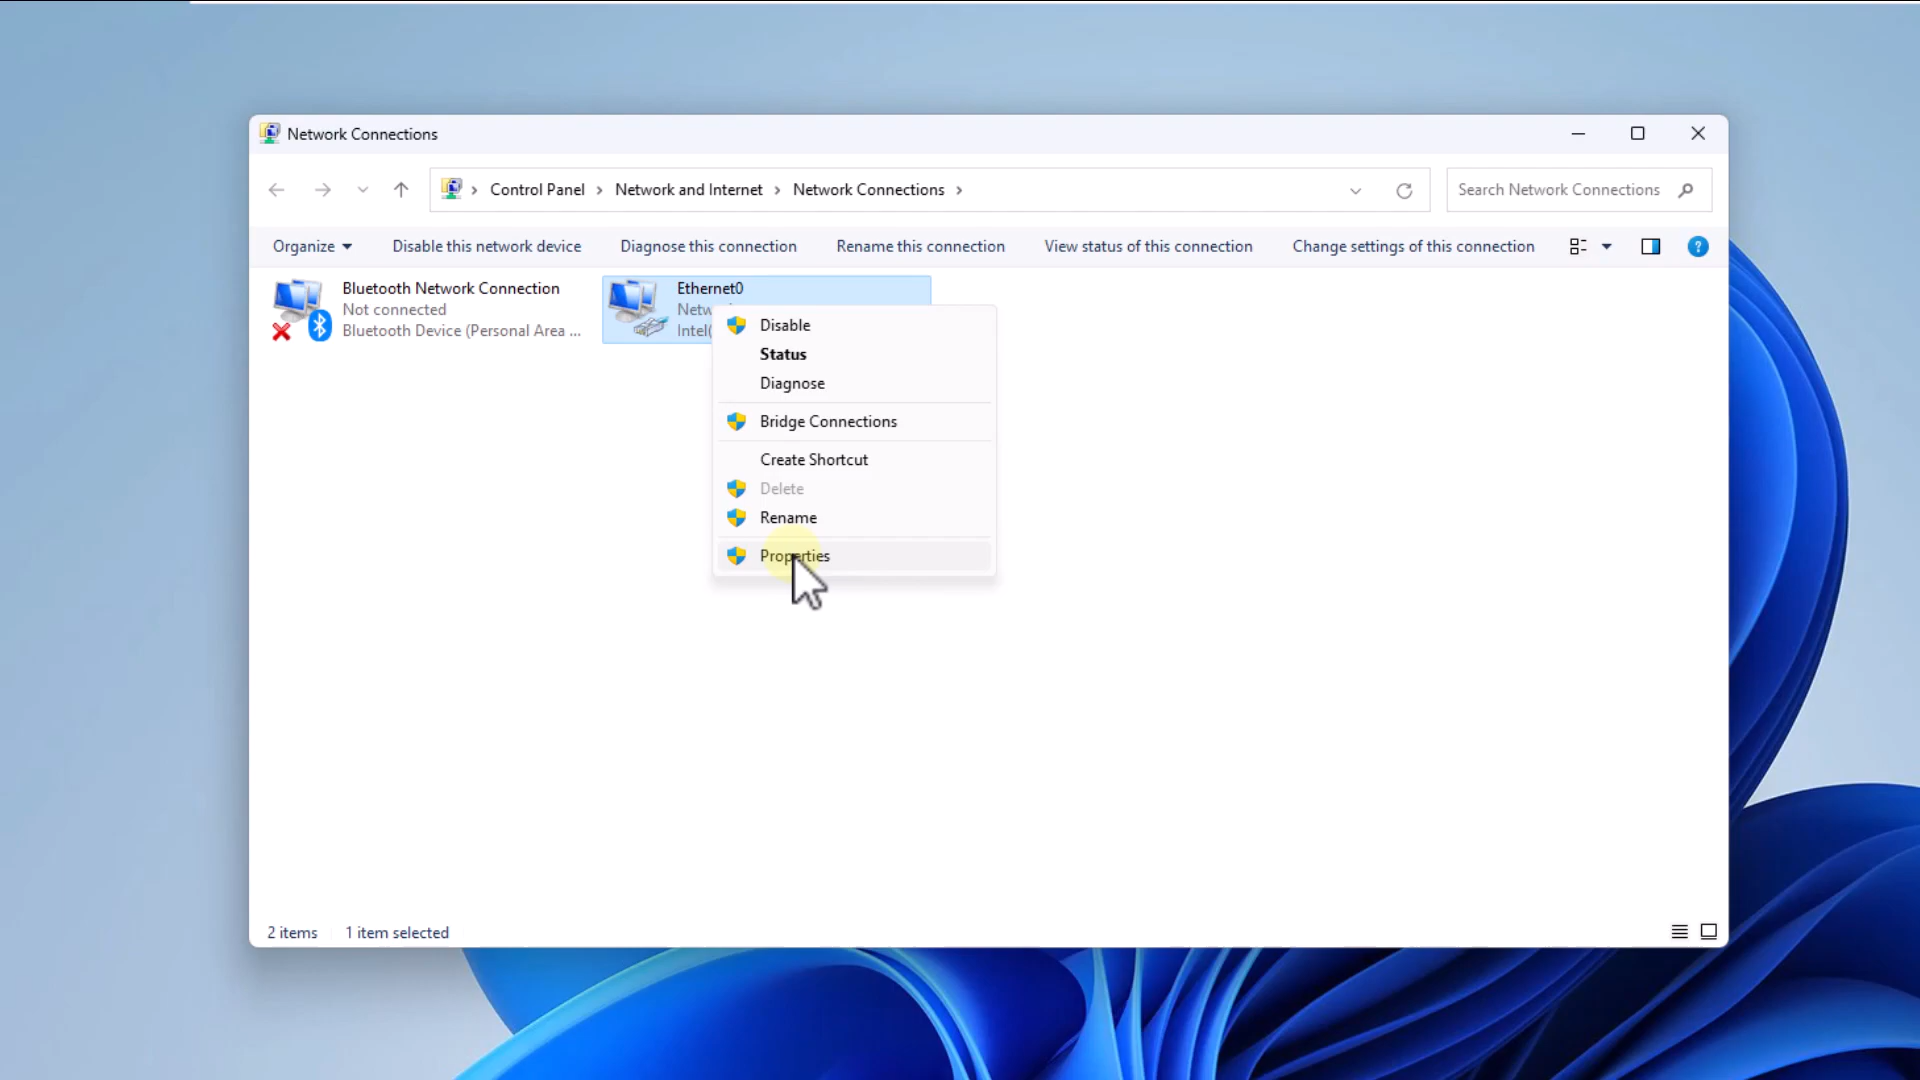 Network Connections
Control Panel
Network and Internet
Network Connections
Search Network Connections
Organize
Disable this network device
Diagnose this connection
Rename this connection
View status of this connection
Change settings of this connection
?
Bluetooth Network Connection
Not connected
Bluetooth Device (Personal Area ...
Ethernet0
Intel(
Disable
Status
Diagnose
Bridge Connections
Create Shortcut
Delete
Rename
Properties
2 items
1 item selected